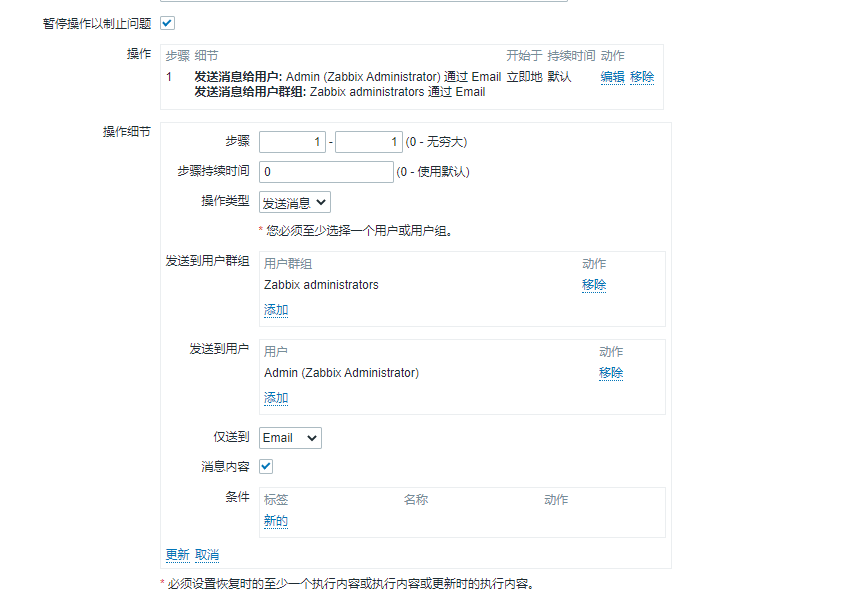 暂停操作以制止问题
操作 步骤 细节 开始于 持续时间 动作
1 发送消息给用户: Admin (Zabbix Administrator) 通过 Email 立即地 默认 编辑 移除
发送消息给用户群组: Zabbix administrators 通过 Email
操作细节
步骤 1 - 1 (0 - 无穷大)
步骤持续时间 0 (0 - 使用默认)
操作类型 发送消息
* 您必须至少选择一个用户或用户组。
发送到用户群组 用户群组 动作
Zabbix administrators 移除
添加
发送到用户 用户 动作
Admin (Zabbix Administrator) 移除
添加
仅送到 Email
消息内容
条件 标签 名称 动作
新的
更新 取消
* 必须设置恢复时的至少一个执行内容或执行内容或更新时的执行内容。